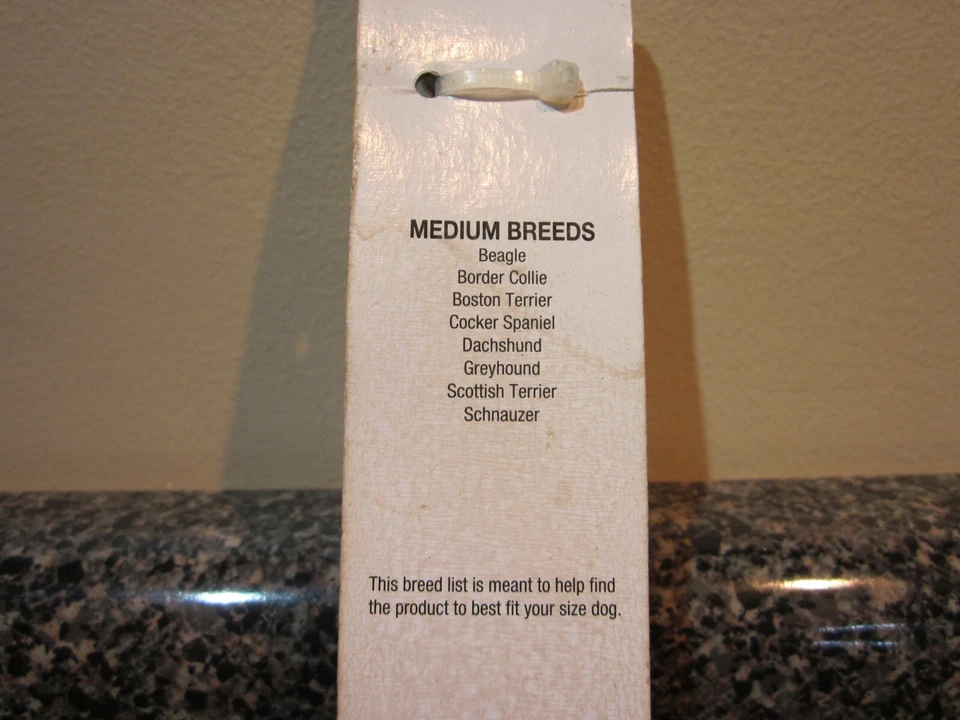 MEDIUM BREEDS
Beagle
Border Collie
Boston Terrier
Cocker Spaniel
Dachshund
Greyhound
Scottish Terrier
Schnauzer
This breed list is meant to help find
the product to best fit your size dog.